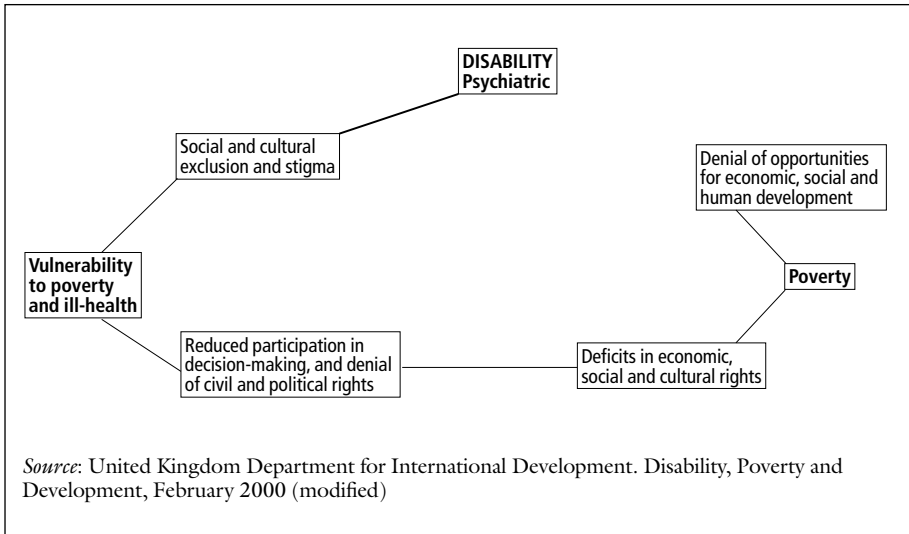 DISABILITY
Psychiatric
Social and cultural
exclusion and stigma
Denial of opportunities
for economic, social and
human development
Vulnerability
to poverty
and ill-health
Poverty
Reduced participation in
decision-making, and denial
of civil and political rights
Deficits in economic,
social and cultural rights
Source: United Kingdom Department for International Development. Disability, Poverty and
Development, February 2000 (modified)